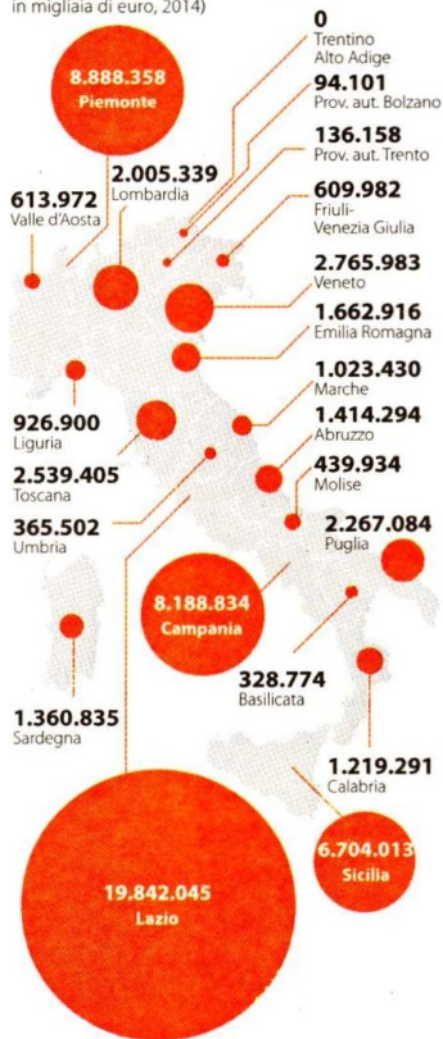 in migliaia di euro, 2014)
0
Trentino
Alto Adige
8.888.358
Piemonte
94.101
Prov. aut. Bolzano
136.158
Prov. aut. Trento
2.005.339
Lombardia
613.972
Valle d'Aosta
609.982
Friuli-
Venezia Giulia
2.765.983
Veneto
1.662.916
Emilia Romagna
1.023.430
Marche
926.900
Liguria
1.414.294
Abruzzo
2.539.405
Toscana
439.934
Molise
365.502
Umbria
2.267.084
Puglia
8.188.834
Campania
328.774
Basilicata
1.360.835
Sardegna
1.219.291
Calabria
6.704.013
Sicilia
19.842.045
Lazio